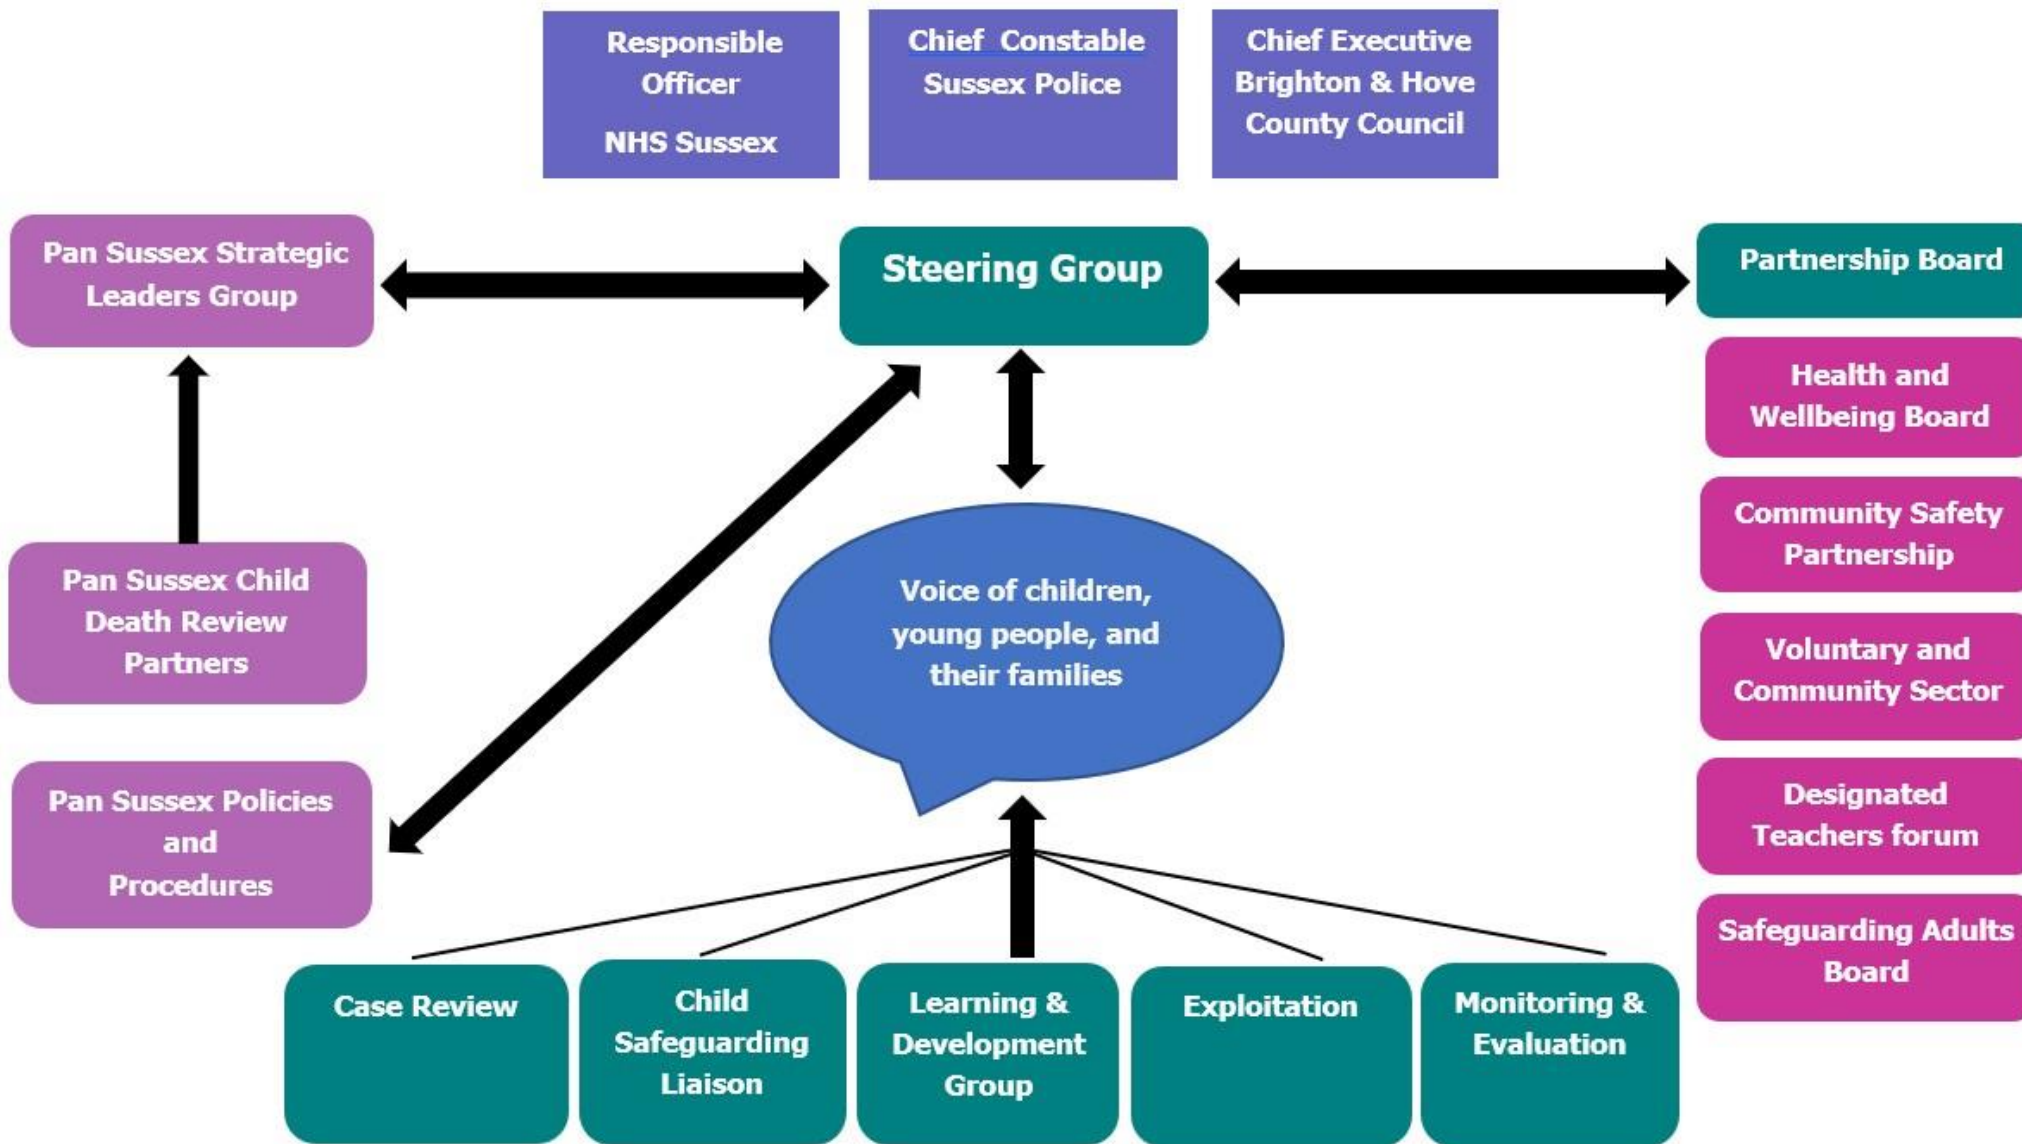 Responsible
Officer
NHS Sussex
Chief Constable
Sussex Police
Chief Executive
Brighton & Hove
County Council
Pan Sussex Strategic
Leaders Group
Steering Group
Partnership Board
Health and
Wellbeing Board
Community Safety
Partnership
Voluntary and
Community Sector
Designated
Teachers forum
Safeguarding Adults
Board
Pan Sussex Child
Death Review
Partners
Voice of children,
young people, and
their families
Pan Sussex Policies
and
Procedures
Case Review
Child
Safeguarding
Liaison
Learning &
Development
Group
Exploitation
Monitoring &
Evaluation